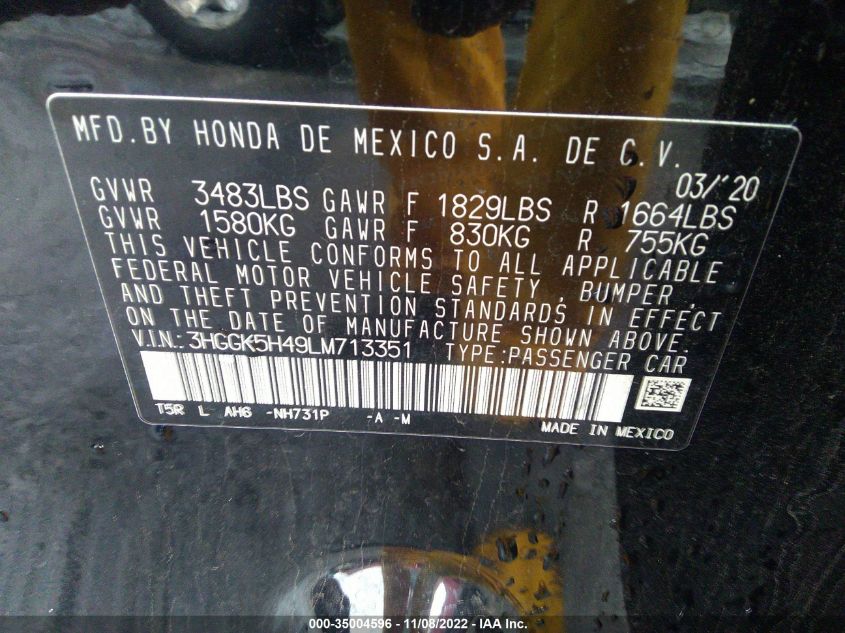 MFD.BY HONDA DE MEXICO S.A. DE C.V.
03/'20
GVWR 3483LBS GAWR F 1829LBS R 1664LBS
GVWR 1580KG GAWR F 830KG R 755KG
THIS VEHICLE CONFORMS TO ALL APPLICABLE
FEDERAL MOTOR VEHICLE SAFETY , BUMPER ,
AND THEFT PREVENTION STANDARDS IN EFFECT
ON THE DATE OF MANUFACTURE SHOWN ABOVE.
V.I.N.: 3HGGK5H49LM713351 TYPE:PASSENGER CAR
T5R L AH6 -NH731P -A -M
MADE IN MEXICO
000-35004596 - 11/08/2022 - IAA Inc.